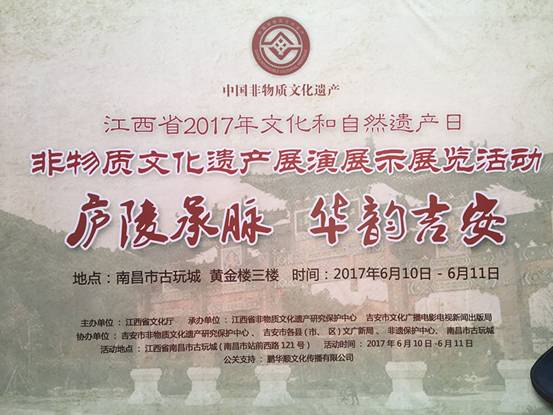 中国非物质文化遗产
江西省2017年文化和自然遗产日
非物质文化遗产展演展示展览活动
庐陵承脉 华韵吉安
地点：南昌市古玩城 黄金楼三楼 时间：2017年6月10日-6月11日
主办单位：江西省文化厅 承办单位：江西省非物质文化遗产研究保护中心 吉安市文化广播电影电视新闻出版局
协办单位：吉安市非物质文化遗产研究保护中心、吉安市各县(市、区)文广新局、非遗保护中心、南昌市古玩城
活动地点：江西省南昌市古玩城(南昌市站前西路121号) 活动时间：2017年6月10日-6月11日
公关支持：鹏华顺文化传播有限公司